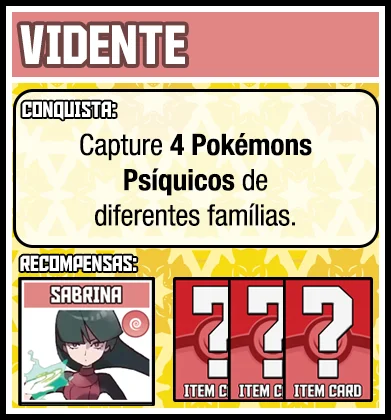 VIDENTE
CONQUISTA:
Capture 4 Pokémons
Psíquicos de
diferentes famílias.
RECOMPENSAS:
SABRINA
? ? ?
ITEM C ITEM C ITEM CARD